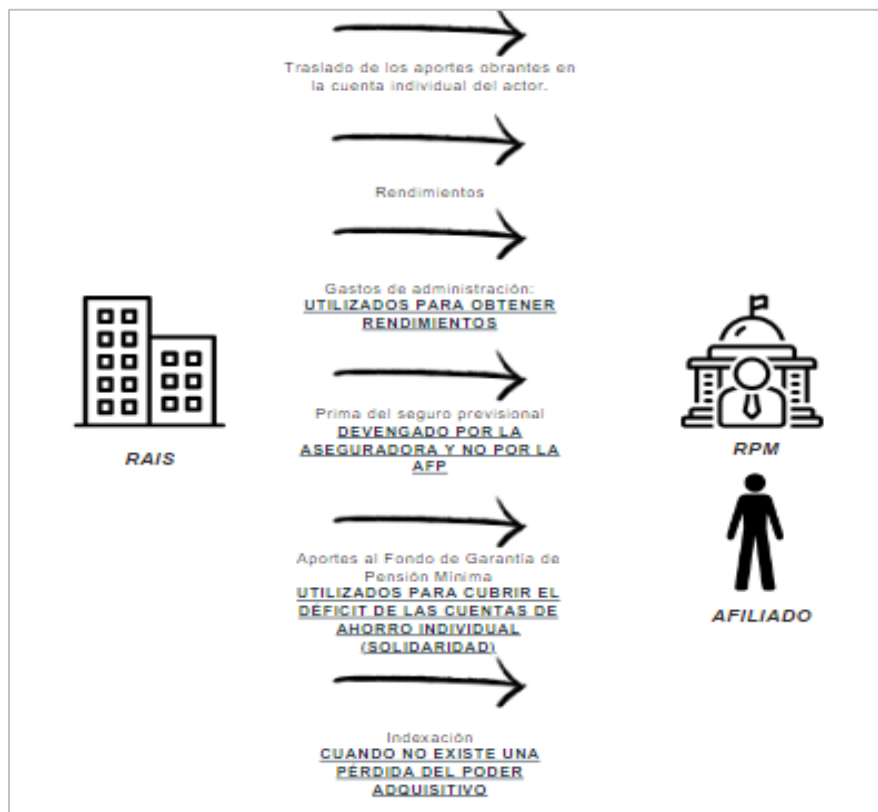 Traslado de los aportes obrantes en
la cuenta individual del actor.
Rendimientos
Gastos de administración:
UTILIZADOS PARA OBTENER
RENDIMIENTOS
Prima del seguro previsional
DEVENGADO POR LA
ASEGURADORA Y NO POR LA
AFP
RAIS
RPM
Aportes al Fondo de Garantía de
Pensión Mínima
UTILIZADOS PARA CUBRIR EL
DÉFICIT DE LAS CUENTAS DE
AHORRO INDIVIDUAL
(SOLIDARIDAD)
AFILIADO
Indexación
CUANDO NO EXISTE UNA
PÉRDIDA DEL PODER
ADQUISITIVO